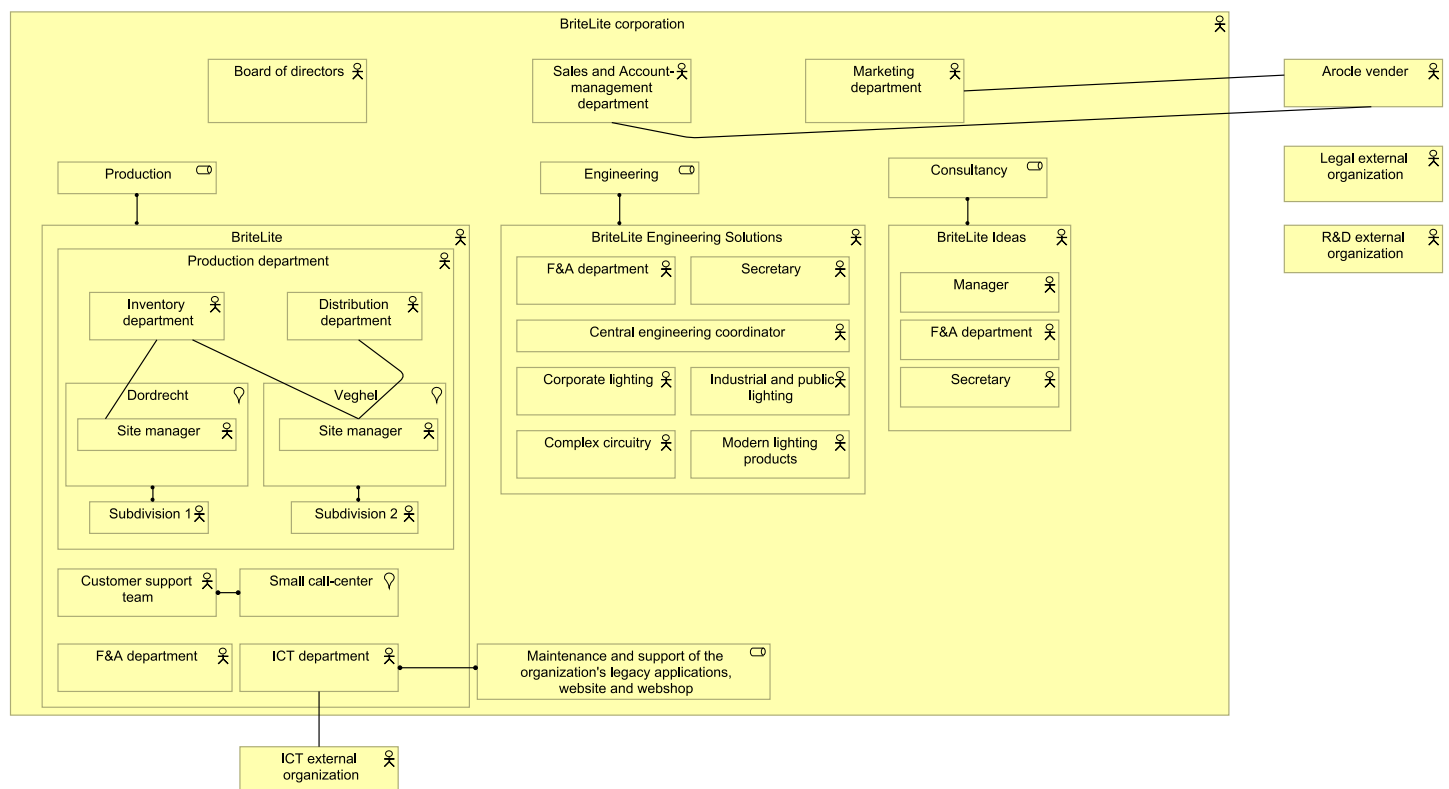 BriteLite corporation
Board of directors
Sales and Account-
management
department
Marketing
department
Arocle vender
Legal external
organization
R&D external
organization
Production
Engineering
Consultancy
BriteLite
Production department
Inventory
department
Distribution
department
Dordrecht
Site manager
Veghel
Site manager
Subdivision 1
Subdivision 2
Customer support
team
Small call-center
F&A department
ICT department
Maintenance and support of the
organization's legacy applications,
website and webshop
BriteLite Engineering Solutions
F&A department
Secretary
Central engineering coordinator
Corporate lighting
Industrial and public
lighting
Complex circuitry
Modern lighting
products
BriteLite Ideas
Manager
F&A department
Secretary
ICT external
organization